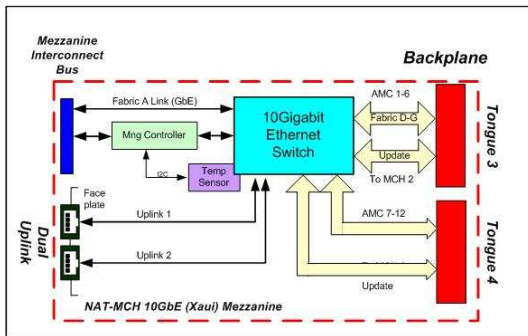 Mezzanine
Interconnect
Bus
Backplane
Fabric A Link (GbE)
AMC 1-6
10Gigabit
Ethernet
Switch
Fabric D-G
Mng Controller
Tongue 3
Update
I2C
Temp
Sensor
To MCH 2
Face
plate
Uplink 1
AMC 7-12
Dual
Uplink
Tongue 4
Uplink 2
Update
NAT-MCH 10GbE (Xaui) Mezzanine